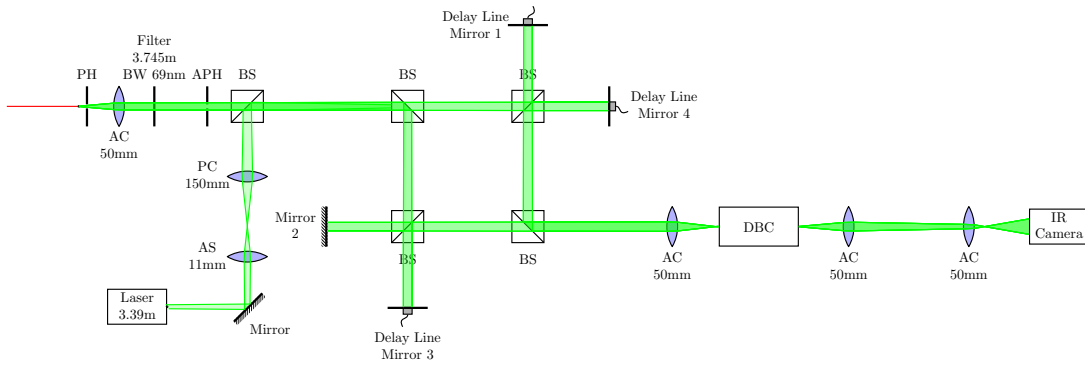 Delay Line
Mirror 1
Filter
3.745m
PH
BW 69nm
APH
BS
BS
BS
Delay Line
Mirror 4
AC
50mm
PC
150mm
Mirror
2
DBC
IR
Camera
AS
11mm
BS
BS
AC
50mm
AC
50mm
AC
50mm
Laser
3.39m
Mirror
Delay Line
Mirror 3